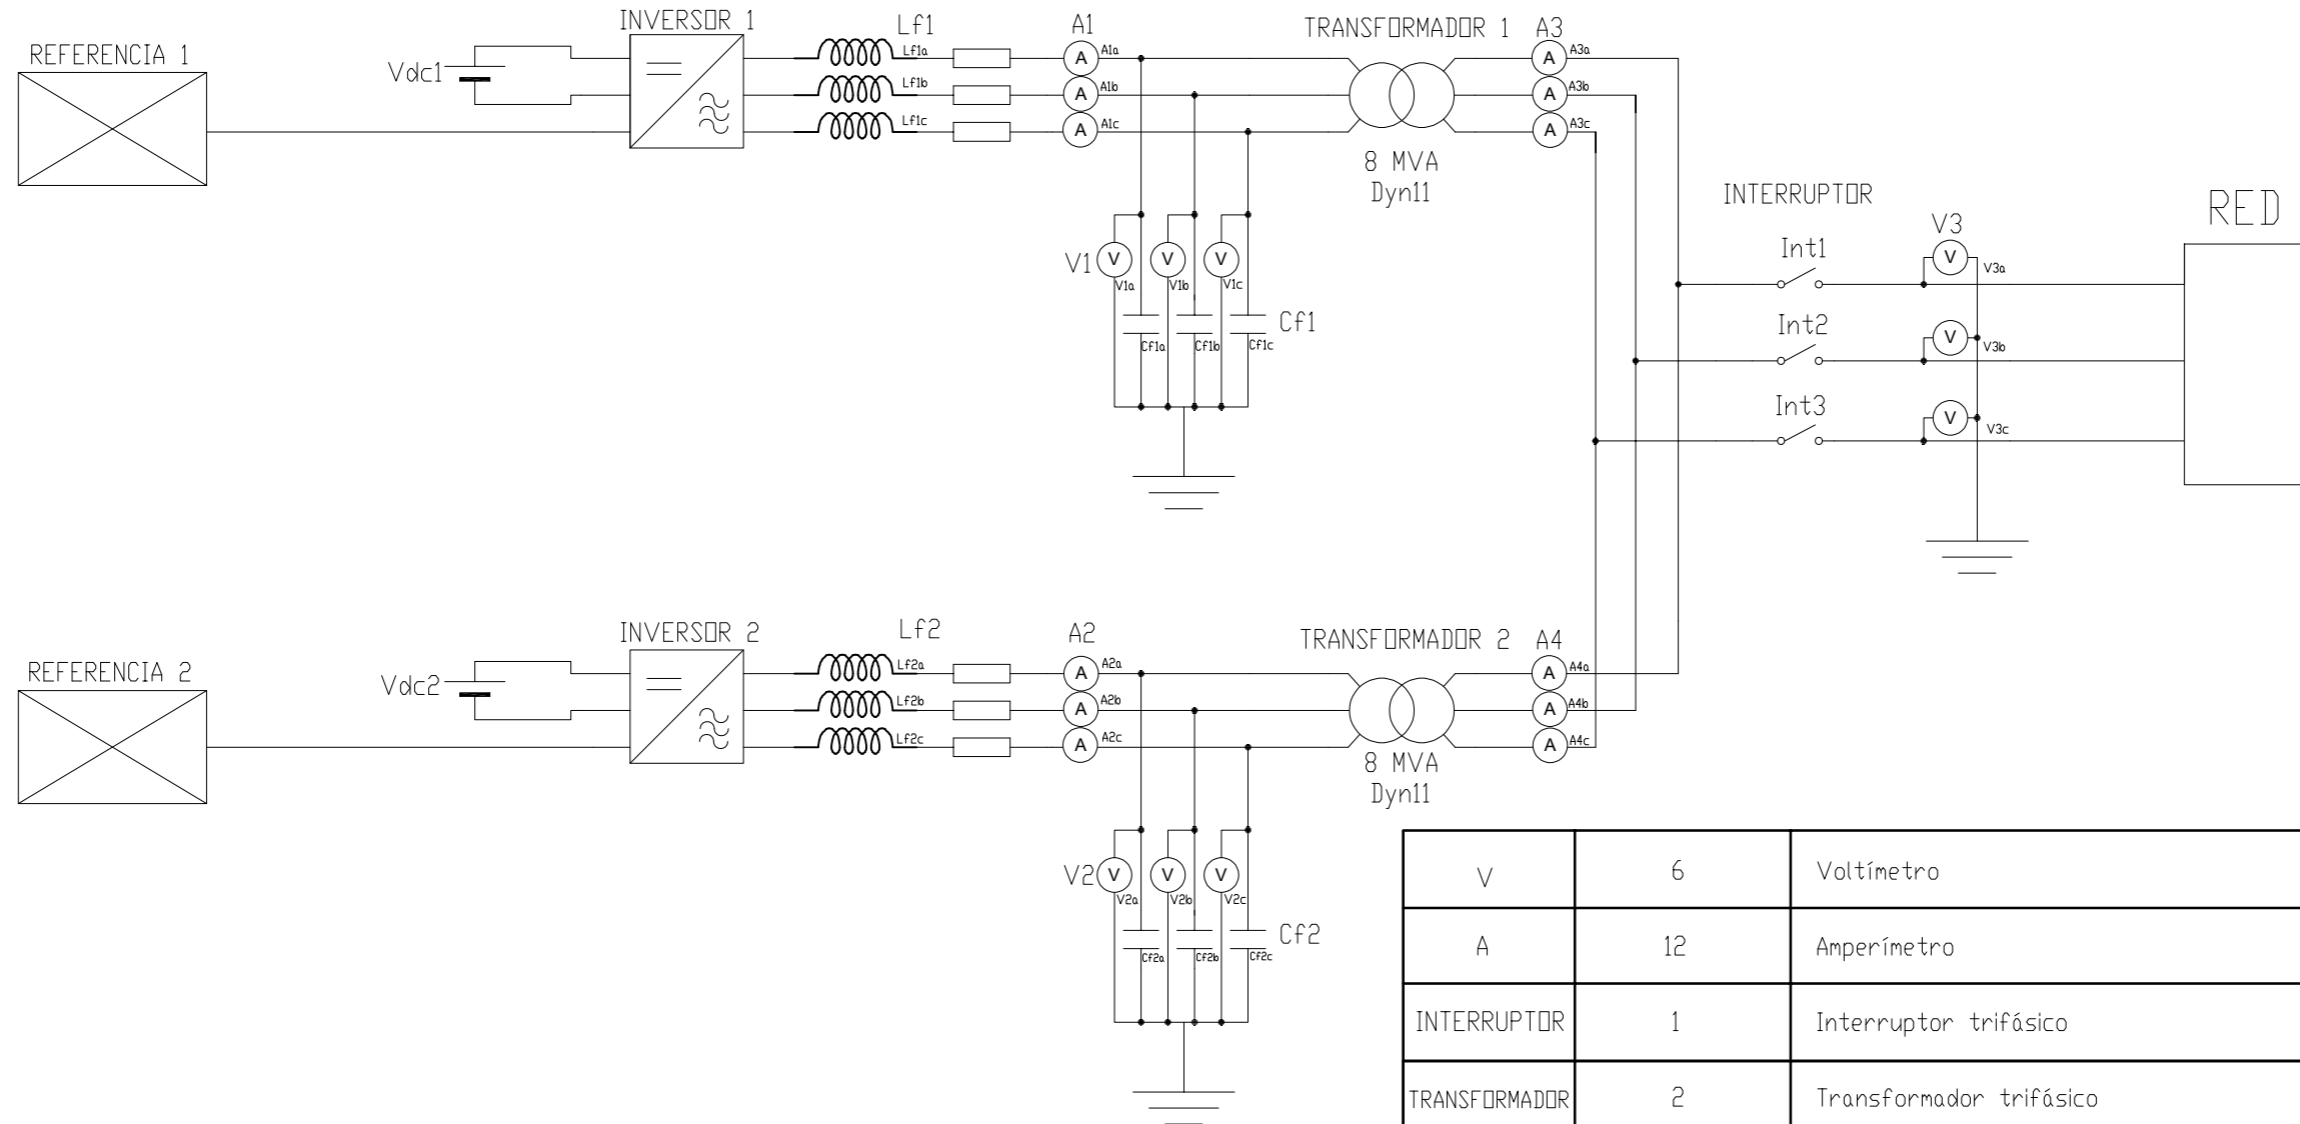 REFERENCIA 1
Vdc1
INVERSOR 1
Lf1
Lf1a
Lf1b
Lf1c
A1
A A1a
A A1b
A A1c
TRANSFORMADOR 1
8 MVA
Dyn11
A3
A A3a
A A3b
A A3c
V1
V V V
V1a V1b V1c
Cf1
Cf1a Cf1b Cf1c
INTERRUPTOR
Int1
Int2
Int3
V3
V V3a
V V3b
V V3c
RED
REFERENCIA 2
Vdc2
INVERSOR 2
Lf2
Lf2a
Lf2b
Lf2c
A2
A A2a
A A2b
A A2c
TRANSFORMADOR 2
8 MVA
Dyn11
A4
A A4a
A A4b
A A4c
V2
V V V
V2a V2b V2c
Cf2
Cf2a Cf2b Cf2c
V 6 Voltímetro
A 12 Amperímetro
INTERRUPTOR 1 Interruptor trifásico
TRANSFORMADOR 2 Transformador trifásico